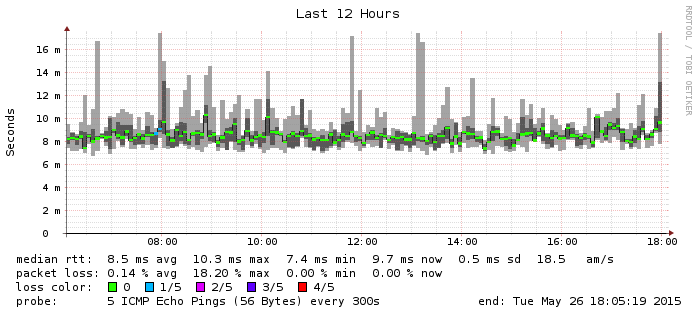 Last 12 Hours
RRDTOOL / TOBI OETIKER
Seconds
16 m
14 m
12 m
10 m
8 m
6 m
4 m
2 m
0
08:00 10:00 12:00 14:00 16:00 18:00
median rtt: 8.5 ms avg 10.3 ms max 7.4 ms min 9.7 ms now 0.5 ms sd 18.5 am/s
packet loss: 0.14 % avg 18.20 % max 0.00 % min 0.00 % now
loss color: 0 1/5 2/5 3/5 4/5
probe: 5 ICMP Echo Pings (56 Bytes) every 300s end: Tue May 26 18:05:19 2015